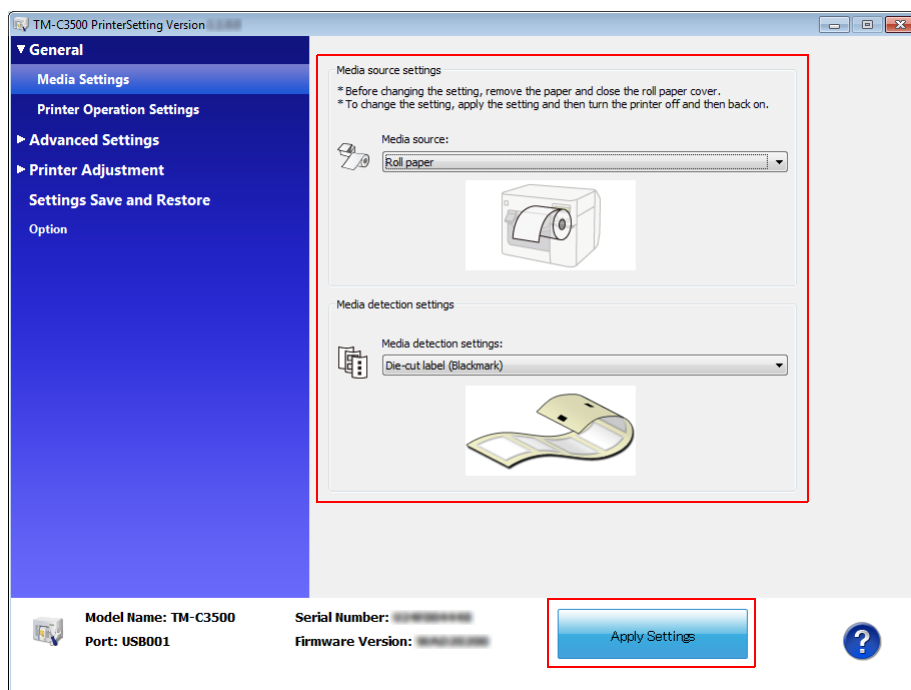 TM-C3500 PrinterSetting Version
General
Media Settings
Printer Operation Settings
Advanced Settings
Printer Adjustment
Settings Save and Restore
Option
Media source settings
*Before changing the setting, remove the paper and close the roll paper cover.
*To change the setting, apply the setting and then turn the printer off and then back on.
Media source:
Roll paper
Media detection settings
Media detection settings:
Die-cut label (Blackmark)
Model Name: TM-C3500
Serial Number:
Port: USB001
Firmware Version:
Apply Settings
?